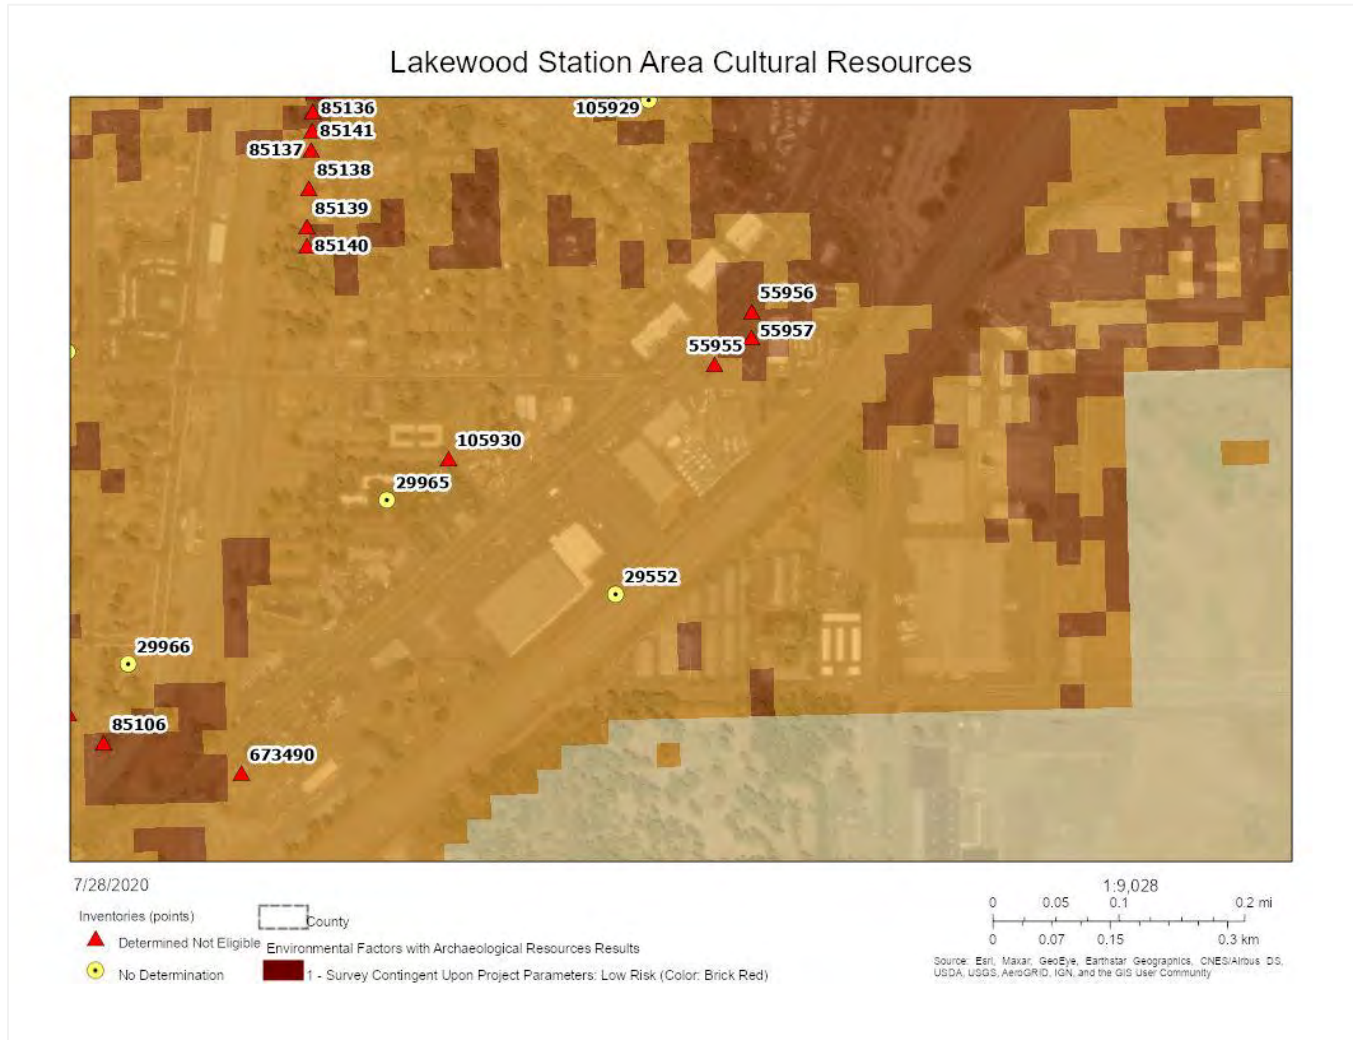 Lakewood Station Area Cultural Resources
85136
105929
85141
85137
85138
85139
85140
55956
55957
55955
105930
29965
29552
29966
85106
673490
7/28/2020
1:9,028
0 0.05 0.1 0.2 mi
0 0.07 0.15 0.3 km
Inventories (points)
County
Determined Not Eligible
Environmental Factors with Archaeological Resources Results
No Determination
1 - Survey Contingent Upon Project Parameters: Low Risk (Color: Brick Red)
Source: Esri, Maxar, GeoEye, Earthstar Geographics, CNES/Airbus DS,
USDA, USGS, AeroGRID, IGN, and the GIS User Community